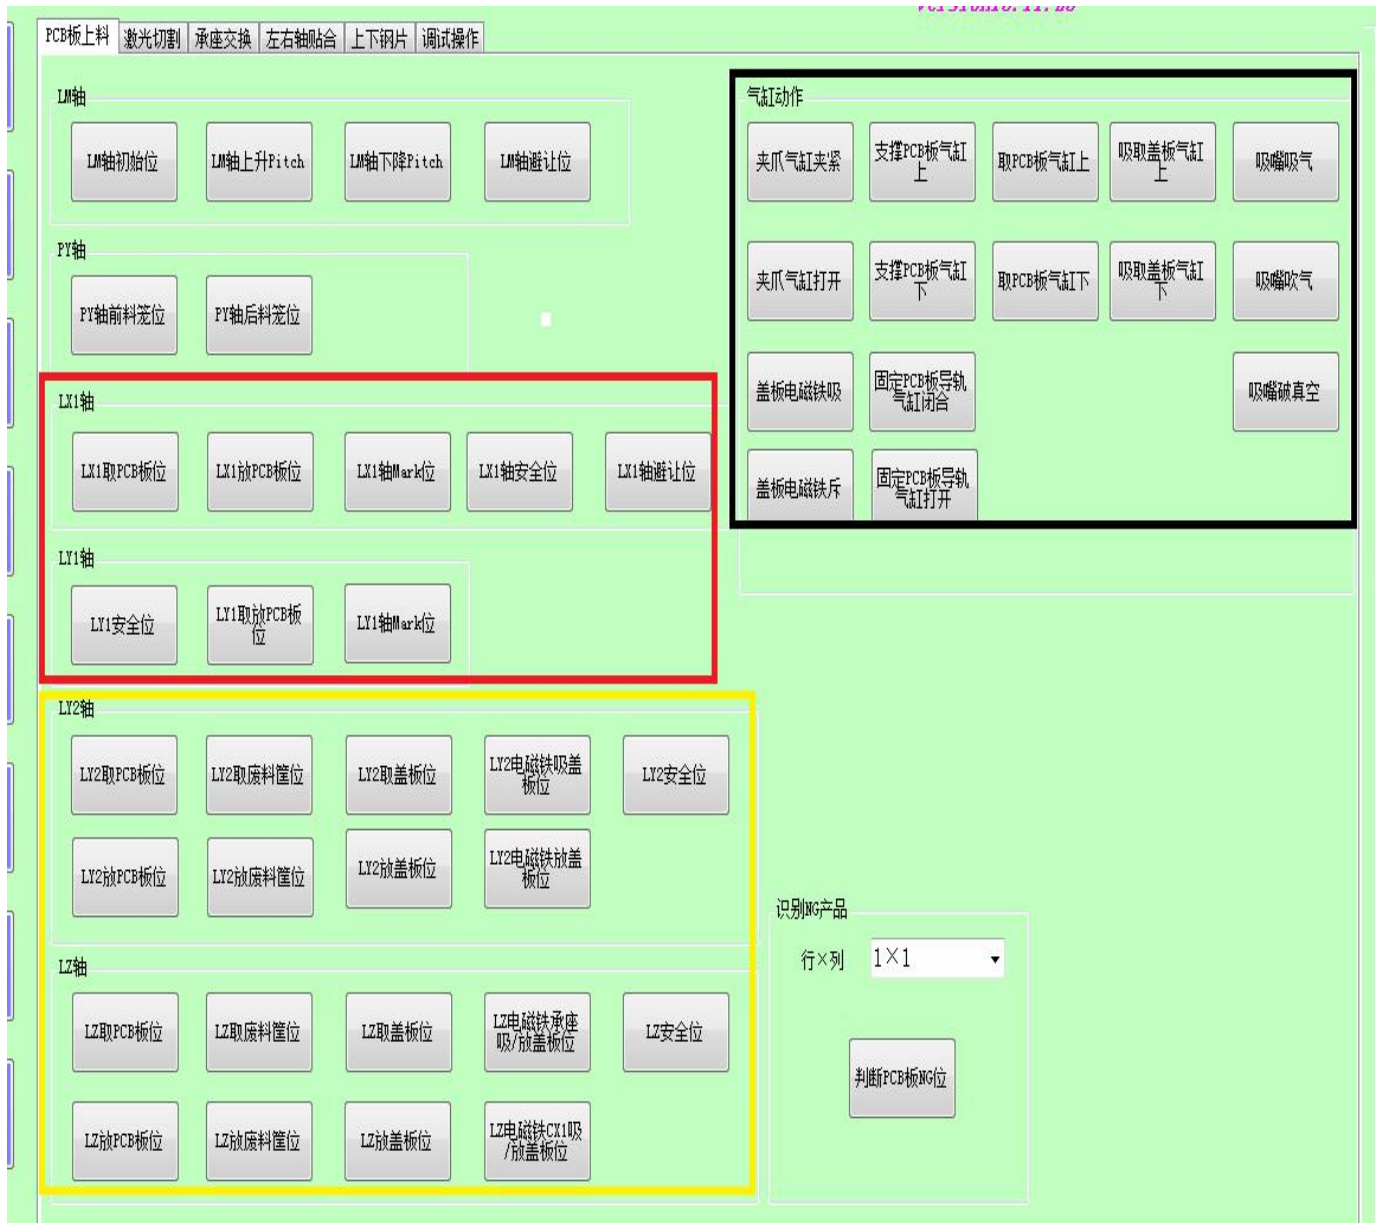 PCB板上料 激光切割 承座交换 左右轴贴合 上下钢片 调试操作
LM轴
LM轴初始位 LM轴上升Pitch LM轴下降Pitch LM轴避让位
PY轴
PY轴前料笼位 PY轴后料笼位
LX1轴
LX1取PCB板位 LX1放PCB板位 LX1轴Mark位 LX1轴安全位 LX1轴避让位
LY1轴
LY1安全位 LY1取放PCB板
位
LY1轴Mark位
LY2轴
LY2取PCB板位 LY2取废料筐位 LY2取盖板位 LY2电磁铁吸盖
板位
LY2安全位
LY2放PCB板位 LY2放废料筐位 LY2放盖板位 LY2电磁铁放盖
板位
LZ轴
LZ取PCB板位 LZ取废料筐位 LZ取盖板位 LZ电磁铁承座
吸/放盖板位
LZ安全位
LZ放PCB板位 LZ放废料筐位 LZ放盖板位 LZ电磁铁CX1吸
/放盖板位
气缸动作
夹爪气缸夹紧 支撑PCB板气缸
上
取PCB板气缸上 吸取盖板气缸
上
吸嘴吸气
夹爪气缸打开 支撑PCB板气缸
下
取PCB板气缸下 吸取盖板气缸
下
吸嘴吹气
盖板电磁铁吸 固定PCB板导轨
气缸闭合
吸嘴破真空
盖板电磁铁斥 固定PCB板导轨
气缸打开
识别NG产品
行×列 1×1
判断PCB板NG位